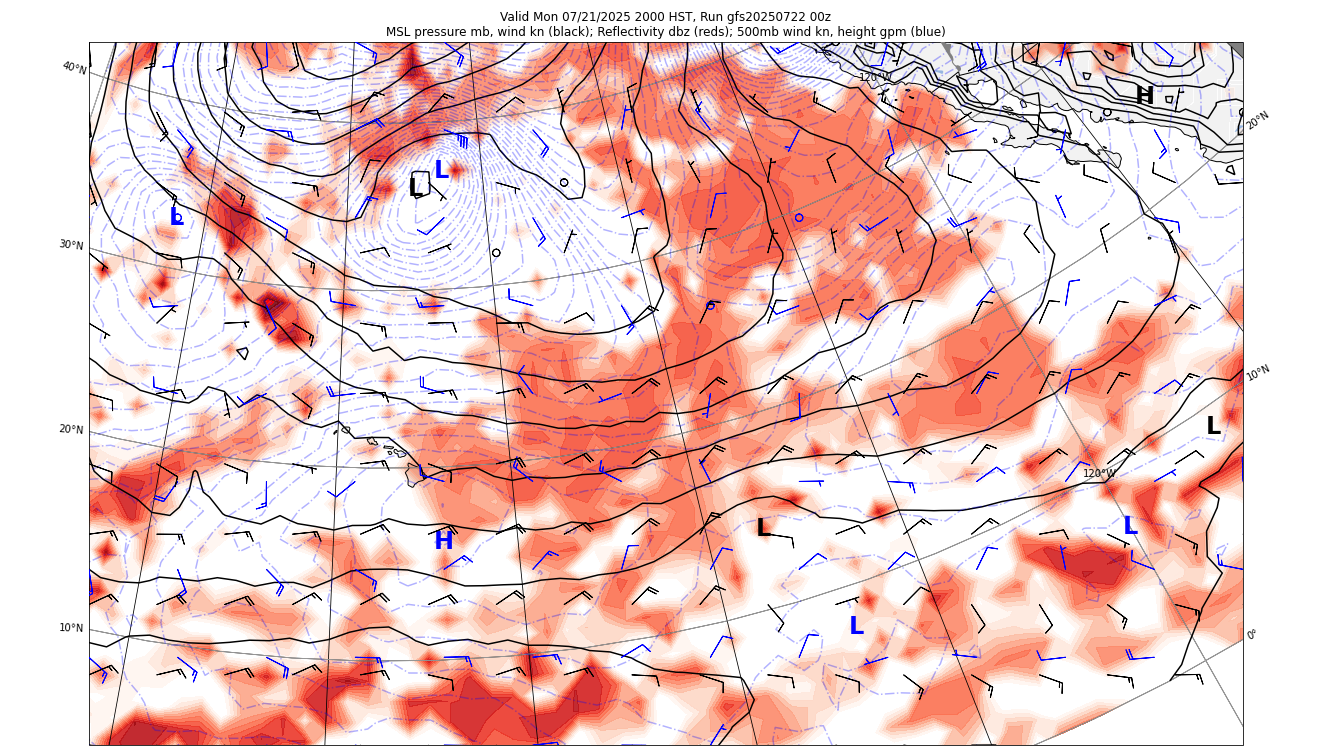 Valid Mon 07/21/2025 2000 HST, Run gfs20250722 00z
MSL pressure mb, wind kn (black); Reflectivity dbz (reds); 500mb wind kn, height gpm (blue)
40°N
120°W
H
20°N
L
L
L
30°N
10°N
L
20°N
120°W
L
L
H
L
10°N
0°